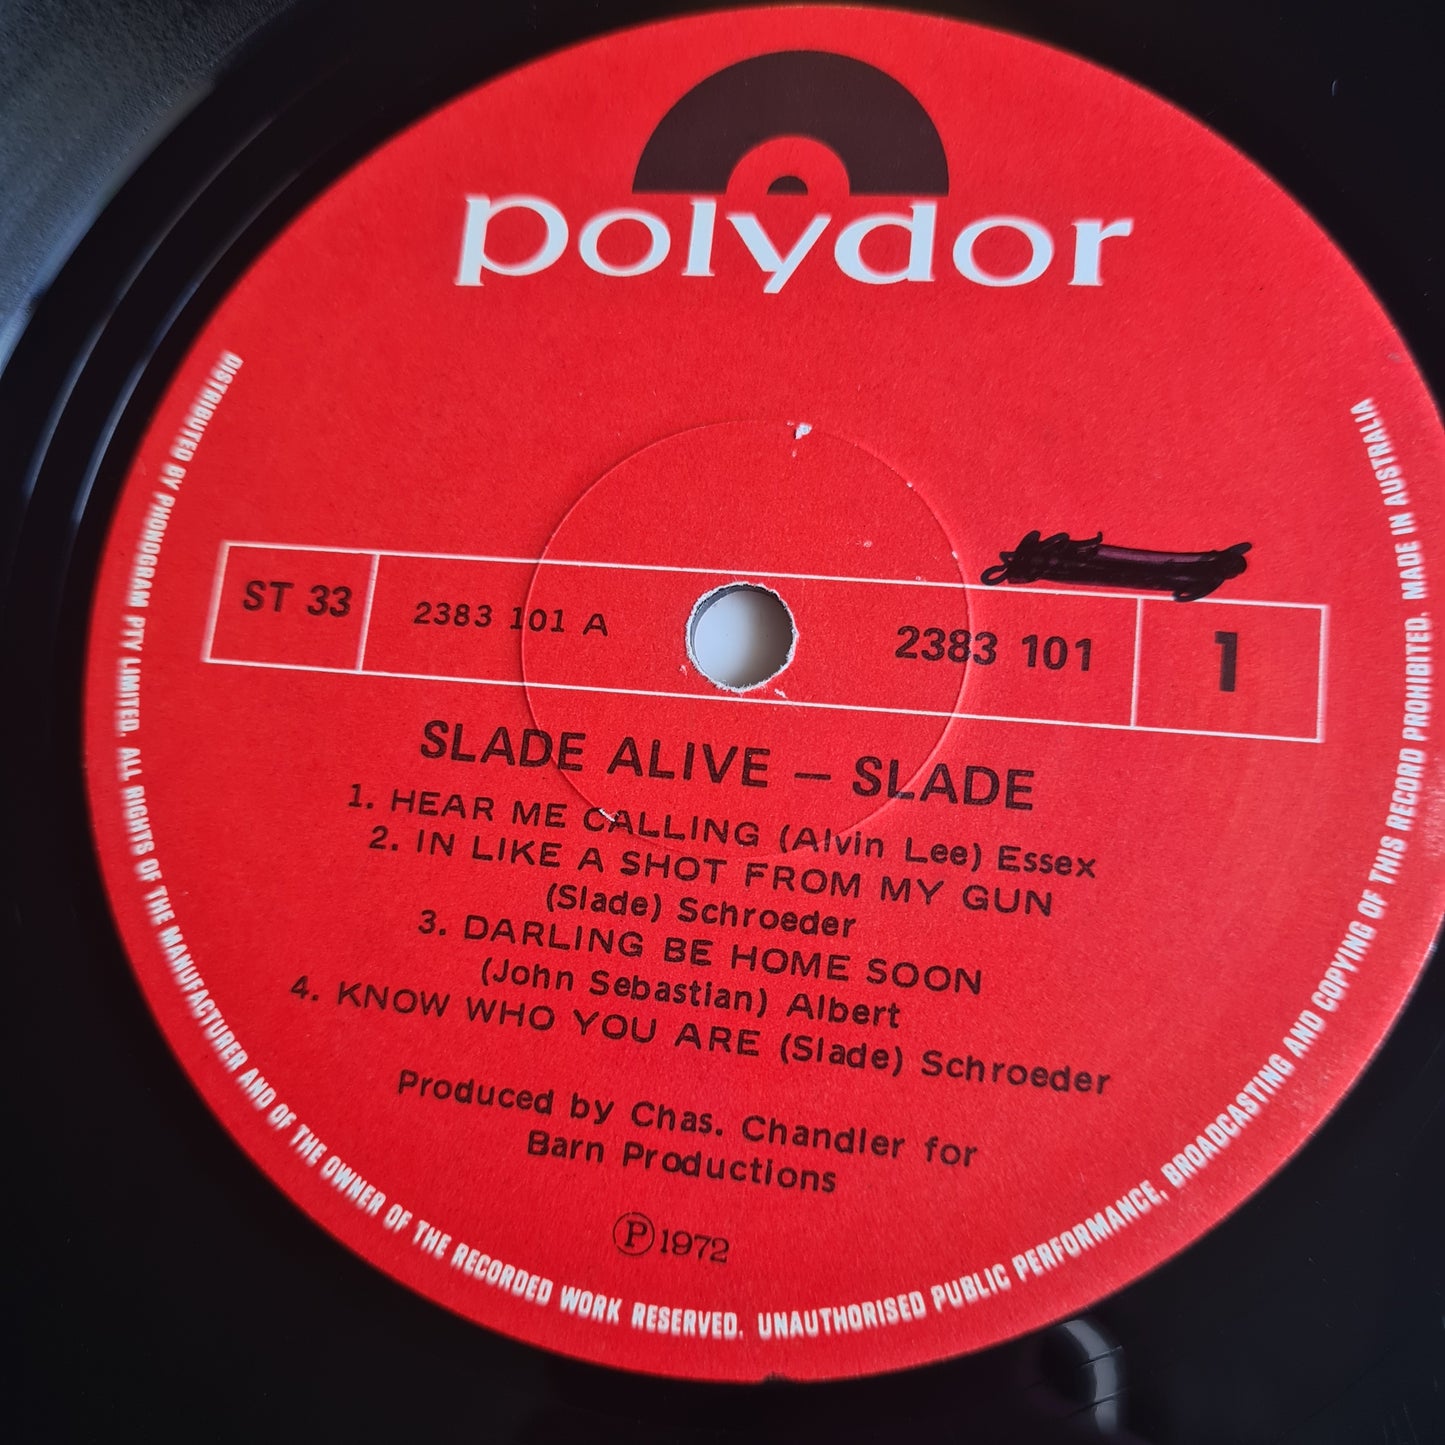 polydor
ST 33
2383 101 A
2383 101
1
SLADE ALIVE – SLADE
1. HEAR ME CALLING (Alvin Lee) Essex
2. IN LIKE A SHOT FROM MY GUN
(Slade) Schroeder
3. DARLING BE HOME SOON
(John Sebastian) Albert
4. KNOW WHO YOU ARE (Slade) Schroeder
Produced by Chas. Chandler for
Barn Productions
Ⓟ 1972
DISTRIBUTED BY PHONOGRAM PTY LIMITED. ALL RIGHTS OF THE MANUFACTURER AND OF THE OWNER OF THE RECORDED WORK RESERVED. UNAUTHORISED PUBLIC PERFORMANCE, BROADCASTING AND COPYING OF THIS RECORD PROHIBITED. MADE IN AUSTRALIA.